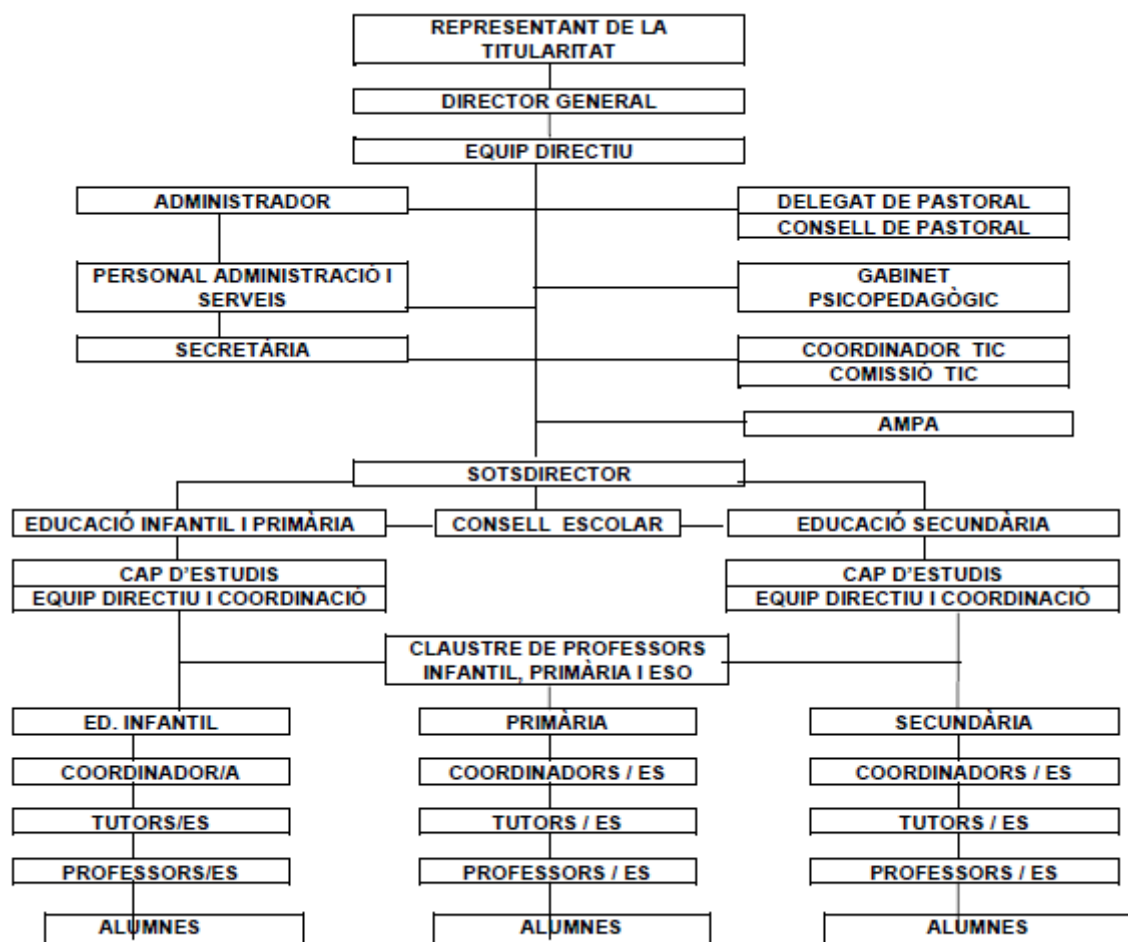 REPRESENTANT DE LA
TITULARITAT
DIRECTOR GENERAL
EQUIP DIRECTIU
ADMINISTRADOR
DELEGAT DE PASTORAL
CONSELL DE PASTORAL
PERSONAL ADMINISTRACIÓ I
SERVEIS
GABINET
PSICOPEDAGÒGIC
SECRETÀRIA
COORDINADOR TIC
COMISSIÓ TIC
AMPA
SOTSDIRECTOR
EDUCACIÓ INFANTIL I PRIMÀRIA
CONSELL ESCOLAR
EDUCACIÓ SECUNDÀRIA
CAP D'ESTUDIS
EQUIP DIRECTIU I COORDINACIÓ
CAP D'ESTUDIS
EQUIP DIRECTIU I COORDINACIÓ
CLAUSTRE DE PROFESSORS
INFANTIL, PRIMÀRIA I ESO
ED. INFANTIL
PRIMÀRIA
SECUNDÀRIA
COORDINADOR/A
COORDINADORS / ES
COORDINADORS / ES
TUTORS/ES
TUTORS / ES
TUTORS / ES
PROFESSORS/ES
PROFESSORS / ES
PROFESSORS / ES
ALUMNES
ALUMNES
ALUMNES